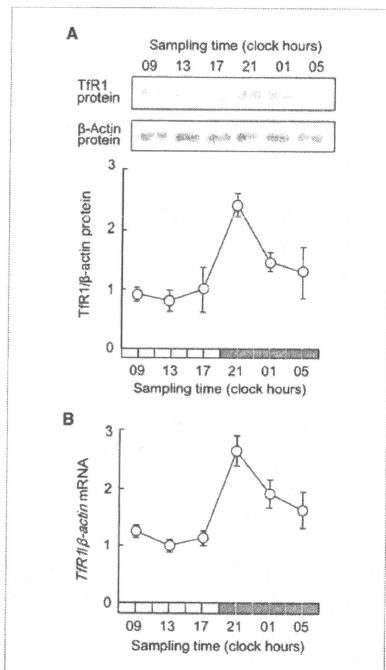 A
Sampling time (clock hours)
09 13 17 21 01 05
TfR1
protein
β-Actin
protein
3
2
1
0
TfR1/β-actin protein
09 13 17 21 01 05
Sampling time (clock hours)
B
3
2
1
0
TfR1/β-actin mRNA
09 13 17 21 01 05
Sampling time (clock hours)